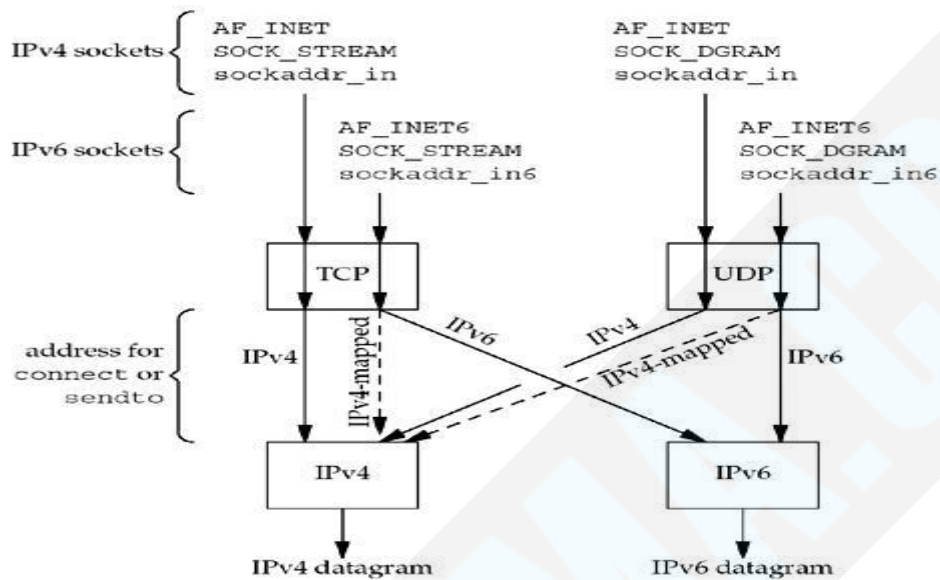 IPv4 sockets
AF_INET
SOCK_STREAM
sockaddr_in
AF_INET
SOCK_DGRAM
sockaddr_in
IPv6 sockets
AF_INET6
SOCK_STREAM
sockaddr_in6
AF_INET6
SOCK_DGRAM
sockaddr_in6
TCP
UDP
address for
connect or
sendto
IPv4
IPv4-mapped
IPv6
IPv4
IPv4-mapped
IPv6
IPv4
IPv6
IPv4 datagram
IPv6 datagram